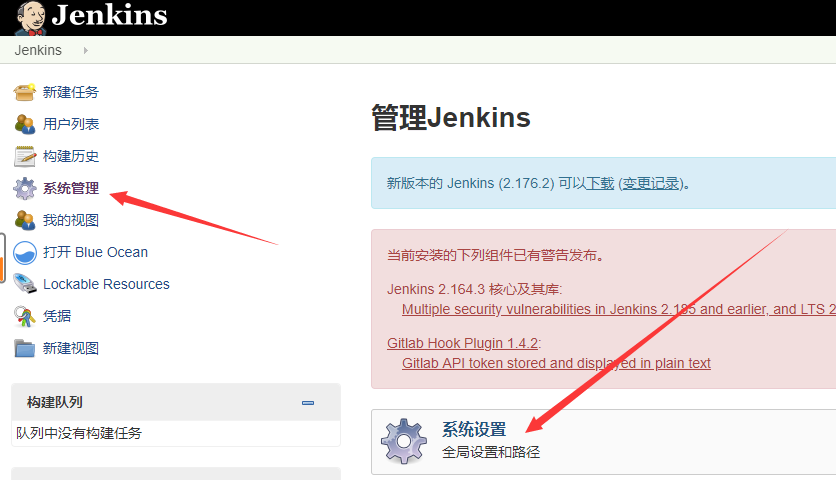 Jenkins
Jenkins
新建任务
用户列表
构建历史
系统管理
我的视图
打开 Blue Ocean
Lockable Resources
凭据
新建视图
构建队列
队列中没有构建任务
管理Jenkins
新版本的 Jenkins (2.176.2) 可以下载 (变更记录)。
当前安装的下列组件已有警告发布。
Jenkins 2.164.3 核心及其库:
Multiple security vulnerabilities in Jenkins 2.185 and earlier, and LTS 2
Gitlab Hook Plugin 1.4.2:
Gitlab API token stored and displayed in plain text
系统设置
全局设置和路径